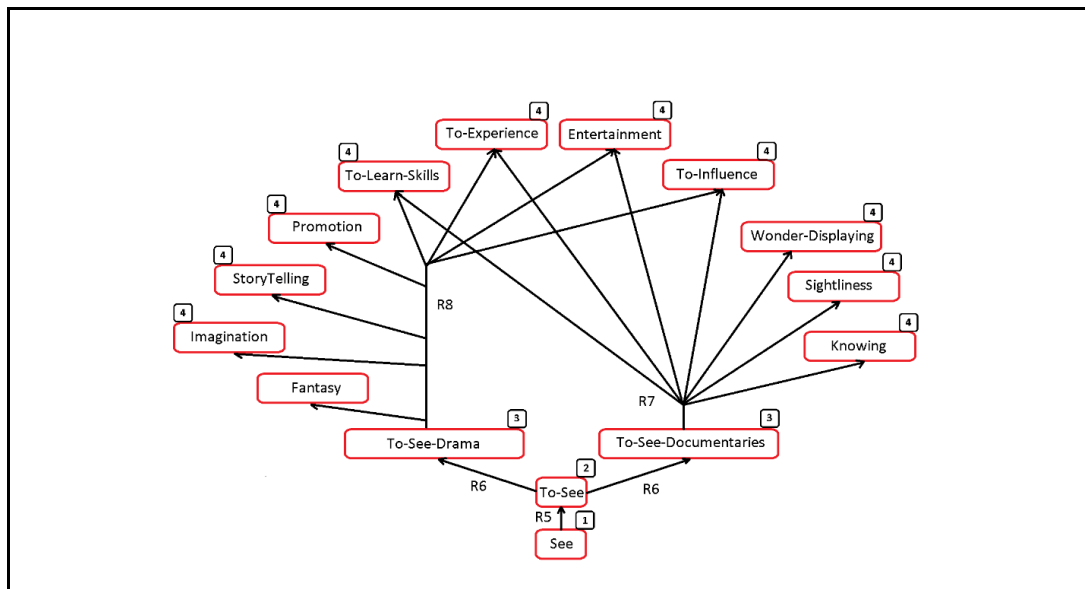 4
4
To-Experience
Entertainment
4
4
To-Learn-Skills
To-Influence
4
4
Promotion
Wonder-Displaying
4
4
StoryTelling
Sightliness
R8
4
4
Imagination
Knowing
Fantasy
R7
3
3
To-See-Drama
To-See-Documentaries
2
R6
To-See
R6
R5
1
See